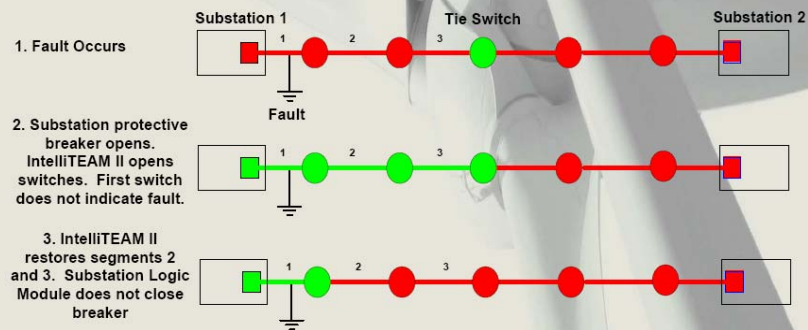 Substation 1
Tie Switch
Substation 2
1. Fault Occurs
1
2
3
Fault
2. Substation protective
breaker opens.
IntelliTEAM II opens
switches. First switch
does not indicate fault.
1
2
3
3. IntelliTEAM II
restores segments 2
and 3. Substation Logic
Module does not close
breaker
1
2
3